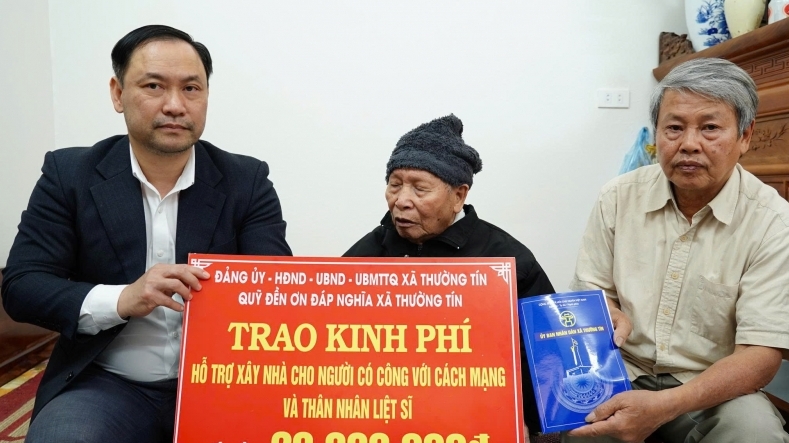 ĐẢNG ỦY - HĐND - UBND - UBMTTQ XÃ THƯỜNG TÍN
QUỸ ĐỀN ƠN ĐÁP NGHĨA XÃ THƯỜNG TÍN
TRAO KINH PHÍ
HỖ TRỢ XÂY NHÀ CHO NGƯỜI CÓ CÔNG VỚI CÁCH MẠNG
VÀ THÂN NHÂN LIỆT SĨ
ỦY BAN NHÂN DÂN XÃ THƯỜNG TÍN